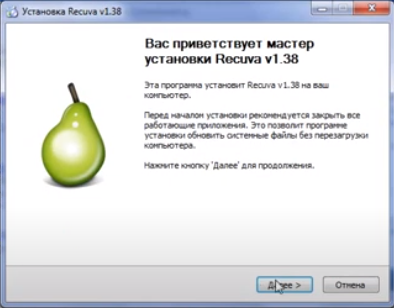 Установка Recuva v1.38
Вас приветствует мастер
установки Recuva v1.38
Эта программа установит Recuva v1.38 на ваш
компьютер.
Перед началом установки рекомендуется закрыть все
работающие приложения. Это позволит программе
установки обновить системные файлы без перезагрузки
компьютера.
Нажмите кнопку 'Далее' для продолжения.
Далее >
Отмена